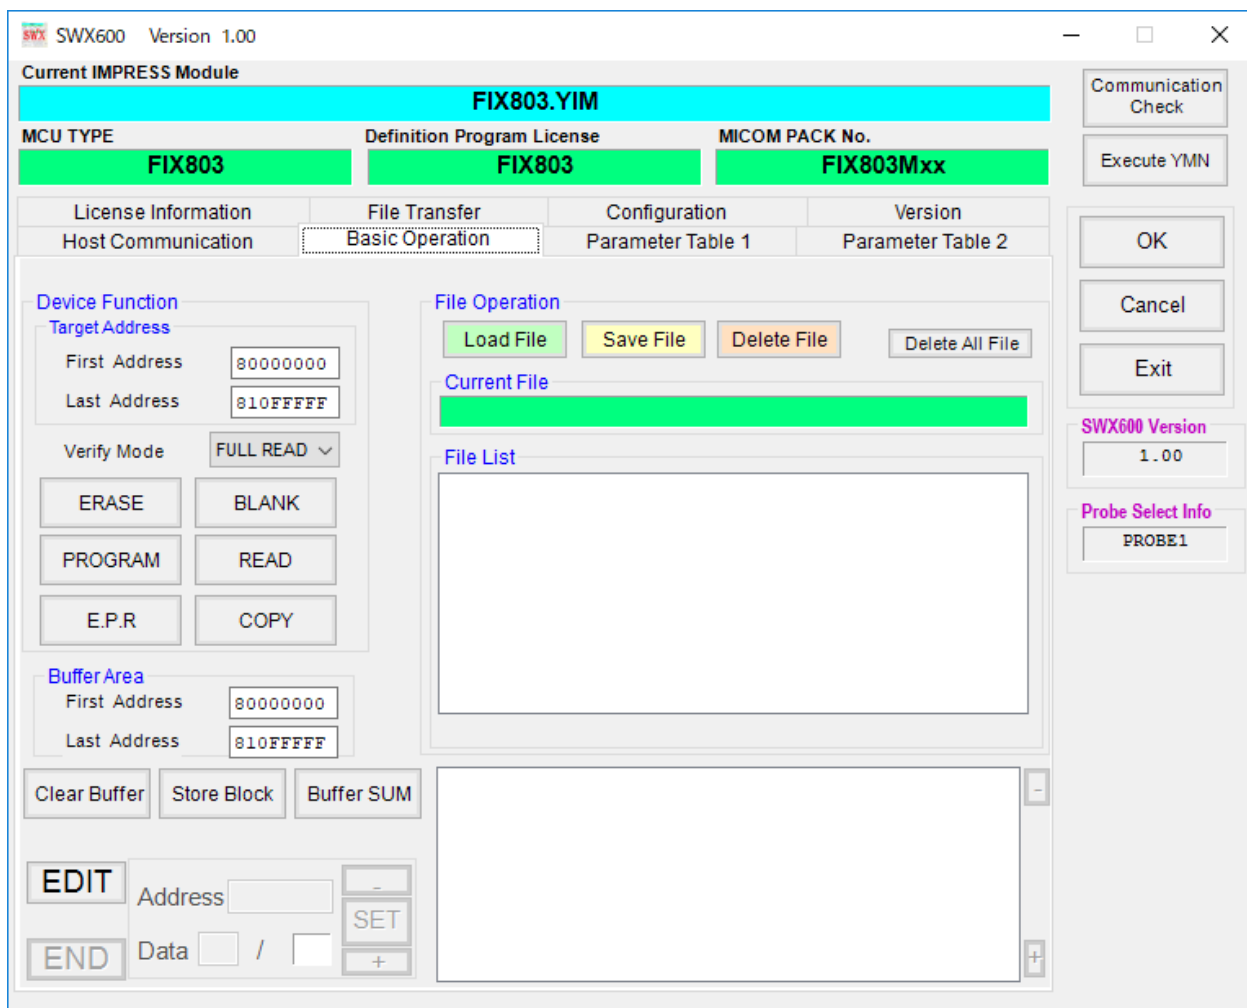 SWX SWX600 Version 1.00
Current IMPRESS Module
FIX803.YIM
MCU TYPE Definition Program License MICOM PACK No.
FIX803 FIX803 FIX803Mxx
Communication
Check
Execute YMN
License Information File Transfer Configuration Version
Host Communication Basic Operation Parameter Table 1 Parameter Table 2
OK
Cancel
Exit
SWX600 Version
1.00
Probe Select Info
PROBE1
Device Function
Target Address
First Address 80000000
Last Address 810FFFFF
Verify Mode FULL READ
ERASE BLANK
PROGRAM READ
E.P.R COPY
Buffer Area
First Address 80000000
Last Address 810FFFFF
Clear Buffer Store Block Buffer SUM
EDIT
END
Address
Data /
-
SET
+
File Operation
Load File Save File Delete File Delete All File
Current File
File List
-
+